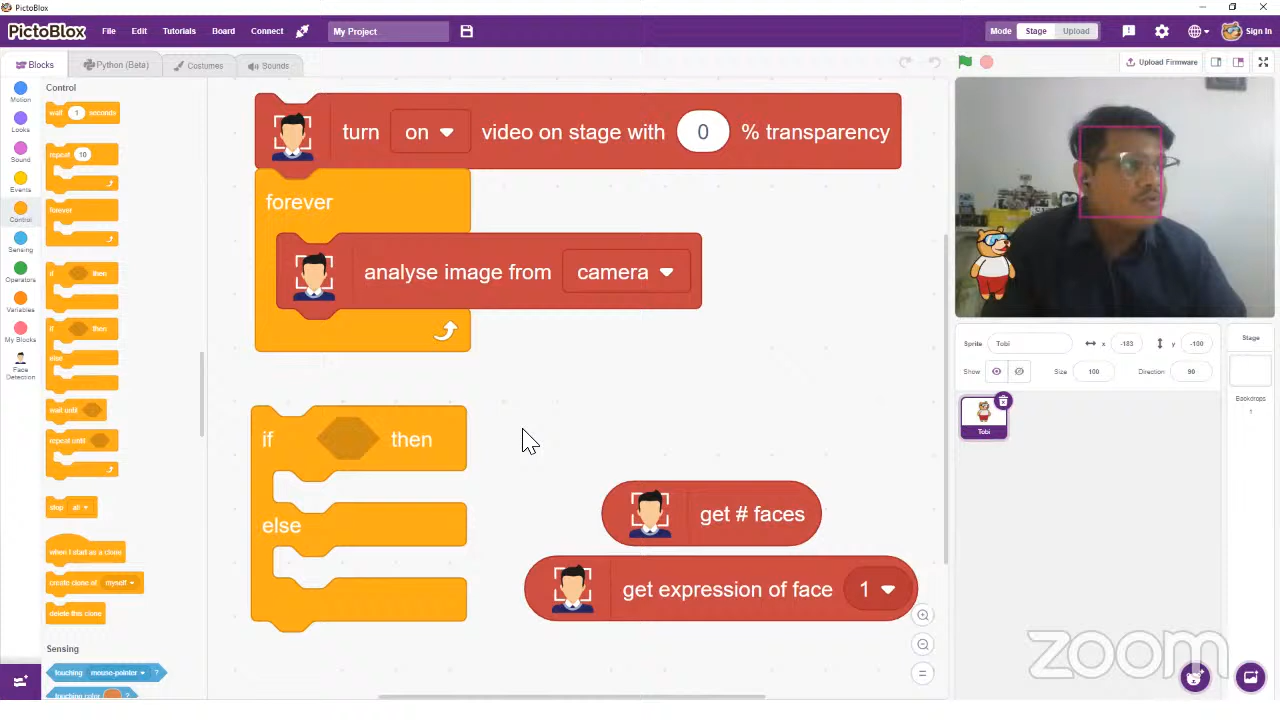 PictoBlox
PictoBlox File Edit Tutorials Board Connect My Project Mode Stage Upload Sign In
Blocks Python (Beta) Costumes Sounds Upload Firmware
Motion
Looks
Sound
Events
Control
Sensing
Operators
Variables
My Blocks
Face
Detection
Control
wait 1 seconds
repeat 10
forever
if then
if then
else
wait until
repeat until
stop all
when I start as a clone
create clone of myself
delete this clone
Sensing
touching mouse-pointer ?
touching color ?
turn on video on stage with 0 % transparency
forever
analyse image from camera
if then
else
get # faces
get expression of face 1
Sprite Tobi x -183 y -100
Show Size 100 Direction 90
Tobi
Stage
Backdrops
1
zoom